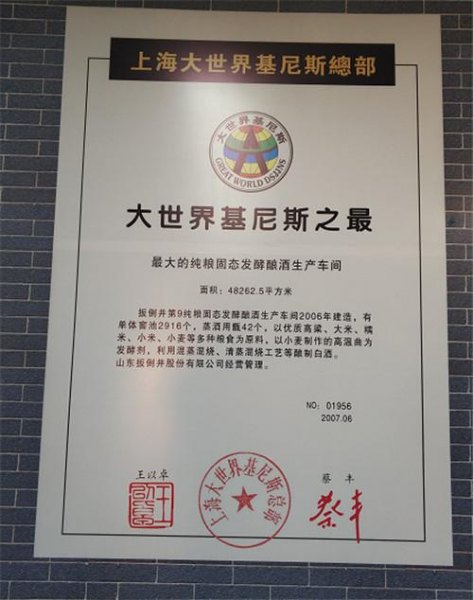 上海大世界基尼斯總部
大世界基尼斯
GREAT WORLD DSJJNS
大世界基尼斯之最
最大的纯粮固态发酵酿酒生产车间
面积：48262.5平方米
扳倒井第9纯粮固态发酵酿酒生产车间2006年建造，有
单体窖池2916个，蒸酒用甑42个，以优质高粱、大米、糯
米、小米、小麦等多种粮食为原料，以小麦制作的高温曲为
发酵剂，利用混蒸混烧、清蒸混烧工艺等酿制白酒。
山东扳倒井股份有限公司经营管理。
NO：01956
2007.06
王以卓
蔡丰
上海大世界基尼斯总部
蔡丰